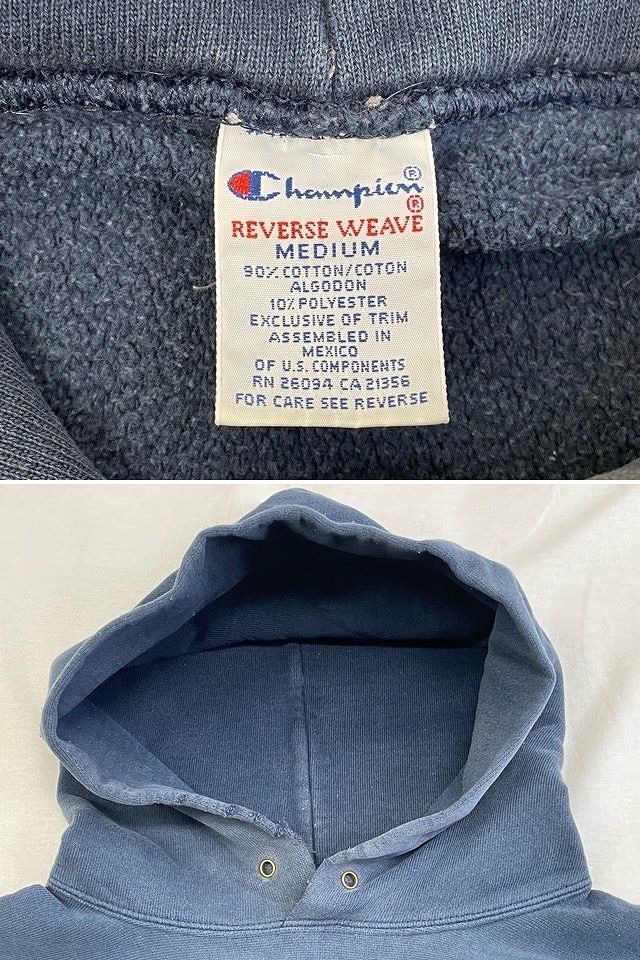 Champion®
®
REVERSE WEAVE
MEDIUM
90% COTTON/COTON
ALGODON
10% POLYESTER
EXCLUSIVE OF TRIM
ASSEMBLED IN
MEXICO
OF U.S. COMPONENTS
RN 26094 CA 21356
FOR CARE SEE REVERSE